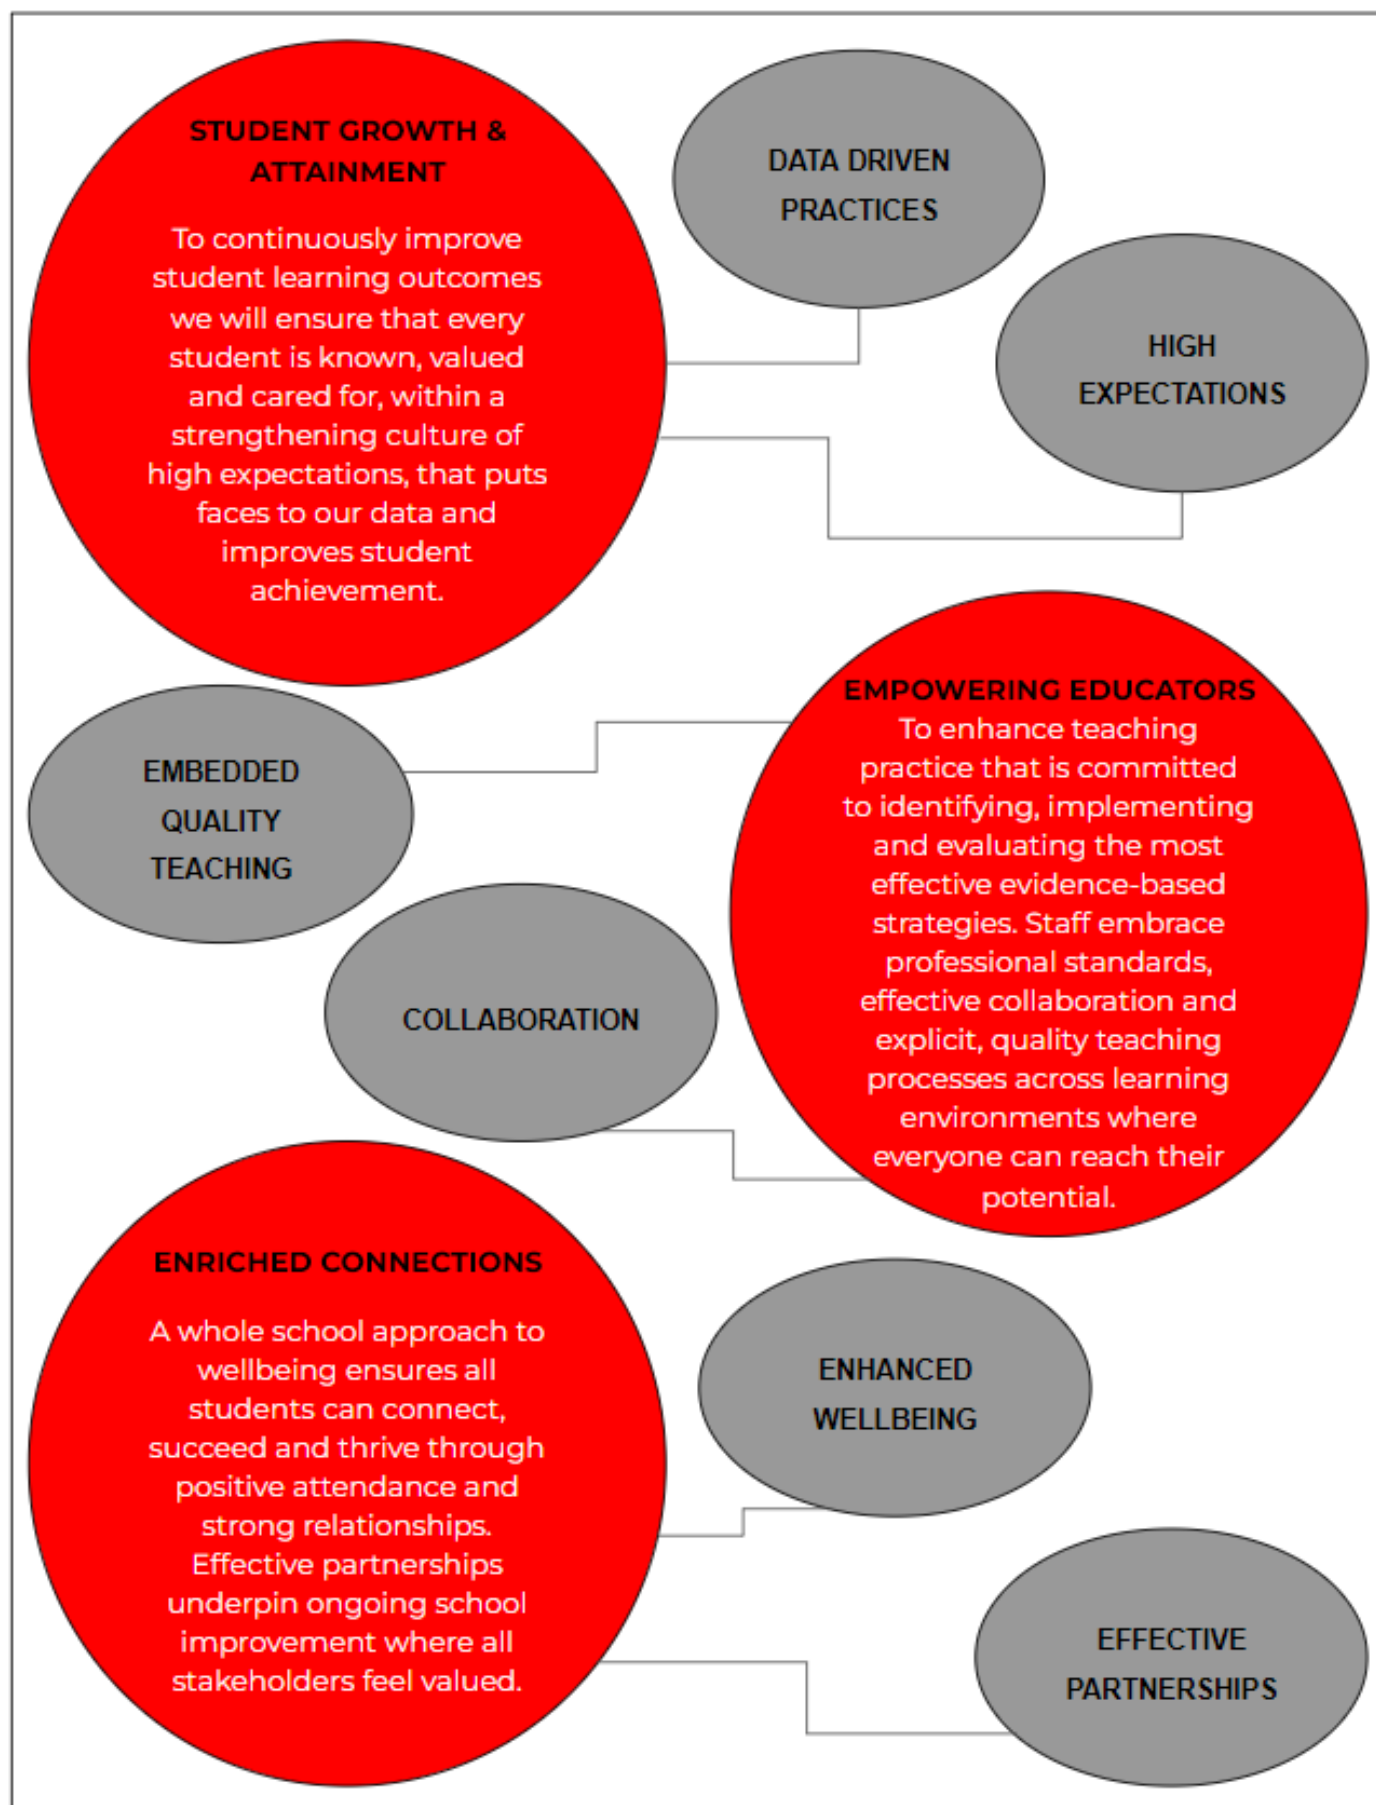 STUDENT GROWTH &
ATTAINMENT
To continuously improve
student learning outcomes
we will ensure that every
student is known, valued
and cared for, within a
strengthening culture of
high expectations, that puts
faces to our data and
improves student
achievement.
DATA DRIVEN
PRACTICES
HIGH
EXPECTATIONS
EMPOWERING EDUCATORS
To enhance teaching
practice that is committed
to identifying, implementing
and evaluating the most
effective evidence-based
strategies. Staff embrace
professional standards,
effective collaboration and
explicit, quality teaching
processes across learning
environments where
everyone can reach their
potential.
EMBEDDED
QUALITY
TEACHING
COLLABORATION
ENRICHED CONNECTIONS
A whole school approach to
wellbeing ensures all
students can connect,
succeed and thrive through
positive attendance and
strong relationships.
Effective partnerships
underpin ongoing school
improvement where all
stakeholders feel valued.
ENHANCED
WELLBEING
EFFECTIVE
PARTNERSHIPS